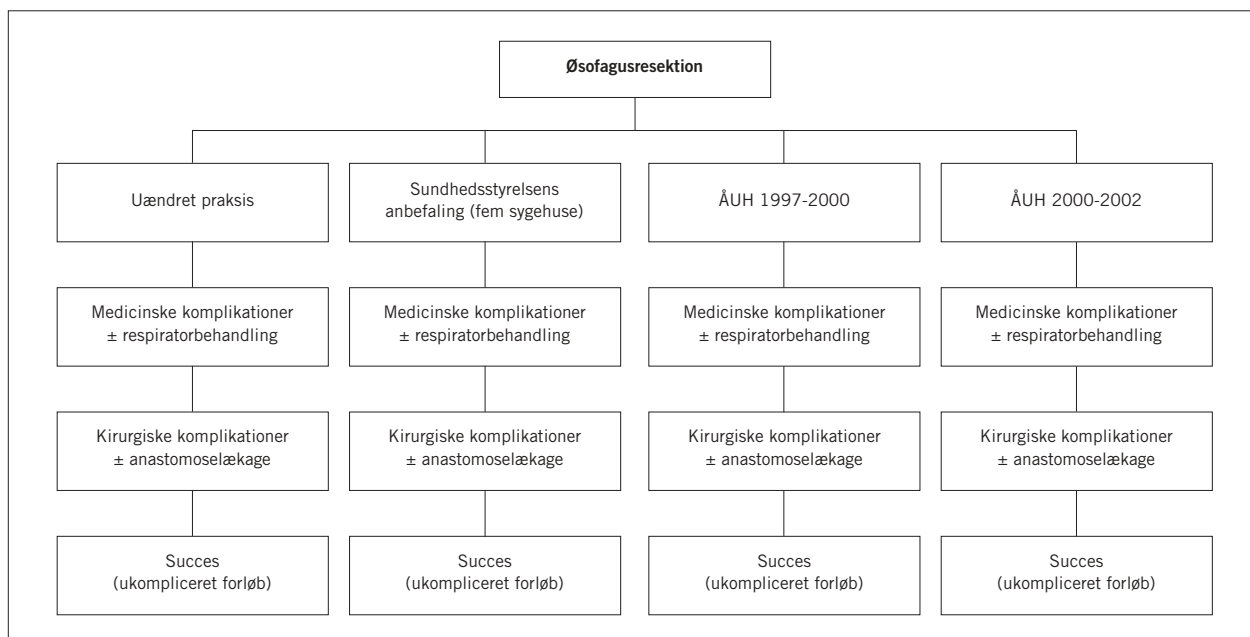 Øsofagusresektion
Uændret praksis
Sundhedsstyrelsens
anbefaling (fem sygehuse)
ÅUH 1997-2000
ÅUH 2000-2002
Medicinske komplikationer
± respiratorbehandling
Medicinske komplikationer
± respiratorbehandling
Medicinske komplikationer
± respiratorbehandling
Medicinske komplikationer
± respiratorbehandling
Kirurgiske komplikationer
± anastomoselækage
Kirurgiske komplikationer
± anastomoselækage
Kirurgiske komplikationer
± anastomoselækage
Kirurgiske komplikationer
± anastomoselækage
Succes
(ukompliceret forløb)
Succes
(ukompliceret forløb)
Succes
(ukompliceret forløb)
Succes
(ukompliceret forløb)